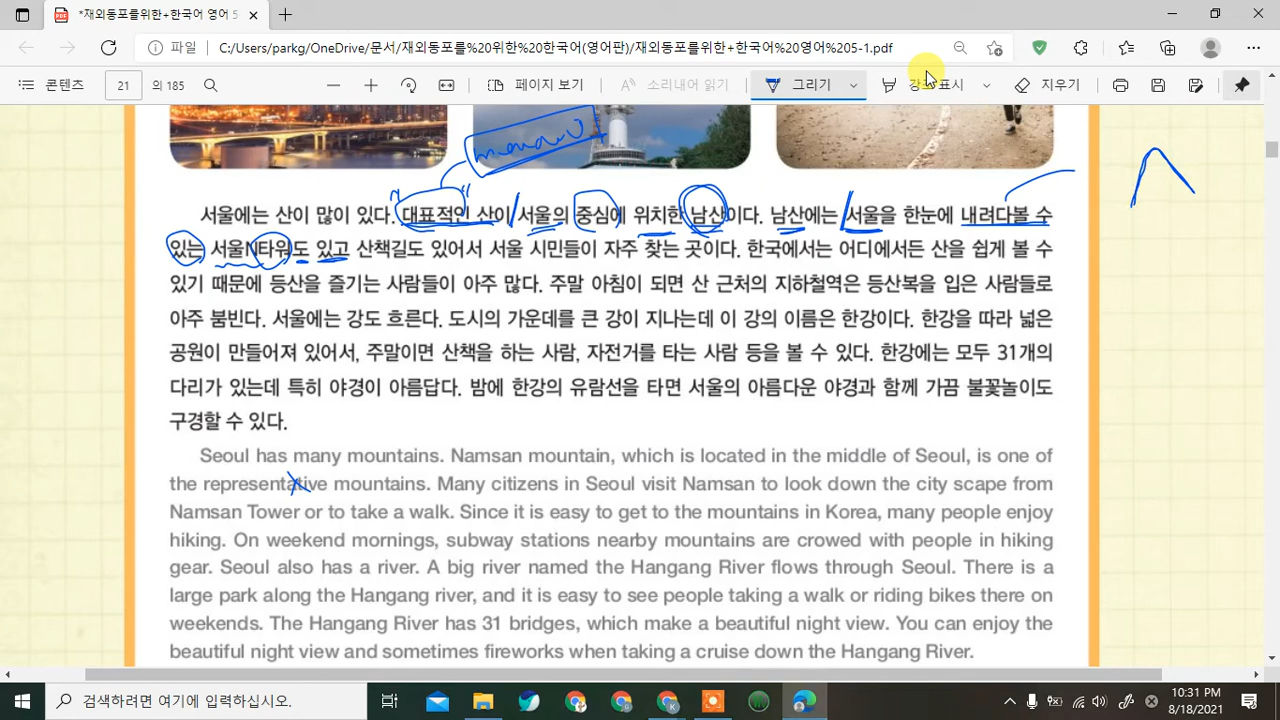 *재외동포를위한+한국어 영어 5
파일 C:/Users/parkg/OneDrive/문서/재외동포를%20위한%20한국어(영어판)/재외동포를위한+한국어%20영어%205-1.pdf
콘텐츠 21 의 185 페이지 보기 소리내어 읽기 그리기 강조 표시 지우기
서울에는 산이 많이 있다. 대표적인 산이 서울의 중심에 위치한 남산이다. 남산에는 서울을 한눈에 내려다볼 수
있는 서울N타워도 있고 산책길도 있어서 서울 시민들이 자주 찾는 곳이다. 한국에서는 어디에서든 산을 쉽게 볼 수
있기 때문에 등산을 즐기는 사람들이 아주 많다. 주말 아침이 되면 산 근처의 지하철역은 등산복을 입은 사람들로
아주 붐빈다. 서울에는 강도 흐른다. 도시의 가운데를 큰 강이 지나는데 이 강의 이름은 한강이다. 한강을 따라 넓은
공원이 만들어져 있어서, 주말이면 산책을 하는 사람, 자전거를 타는 사람 등을 볼 수 있다. 한강에는 모두 31개의
다리가 있는데 특히 야경이 아름답다. 밤에 한강의 유람선을 타면 서울의 아름다운 야경과 함께 가끔 불꽃놀이도
구경할 수 있다.
Seoul has many mountains. Namsan mountain, which is located in the middle of Seoul, is one of
the representative mountains. Many citizens in Seoul visit Namsan to look down the city scape from
Namsan Tower or to take a walk. Since it is easy to get to the mountains in Korea, many people enjoy
hiking. On weekend mornings, subway stations nearby mountains are crowed with people in hiking
gear. Seoul also has a river. A big river named the Hangang River flows through Seoul. There is a
large park along the Hangang river, and it is easy to see people taking a walk or riding bikes there on
weekends. The Hangang River has 31 bridges, which make a beautiful night view. You can enjoy the
beautiful night view and sometimes fireworks when taking a cruise down the Hangang River.
검색하려면 여기에 입력하십시오.
10:31 PM
8/18/2021